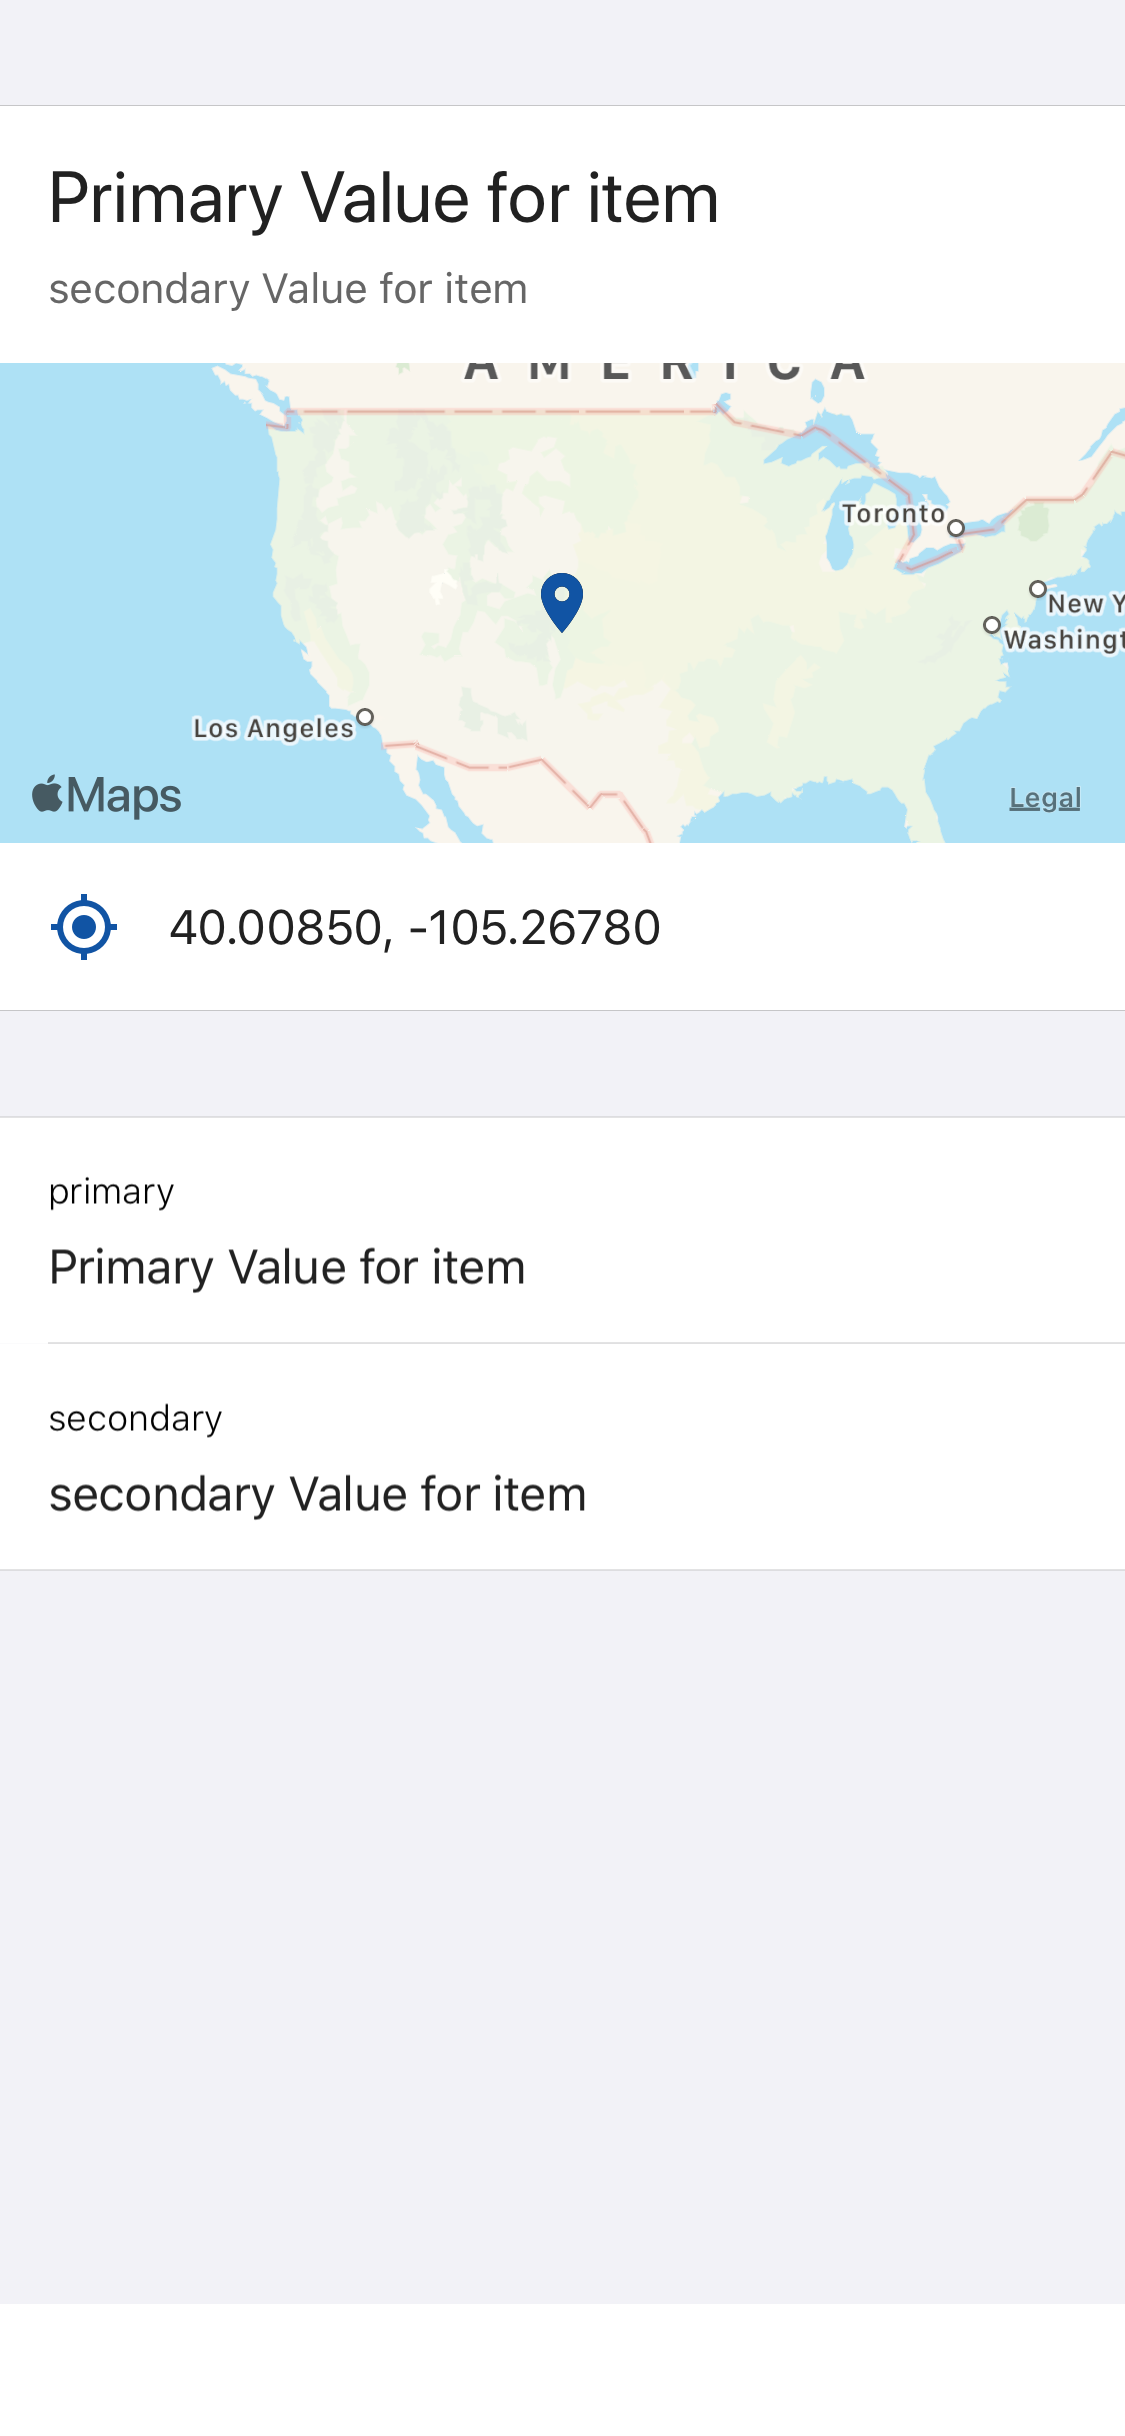 Primary Value for item
secondary Value for item
AMERICA
Toronto
New Y
Washingt
Los Angeles
Maps
Legal
40.00850, -105.26780
primary
Primary Value for item
secondary
secondary Value for item